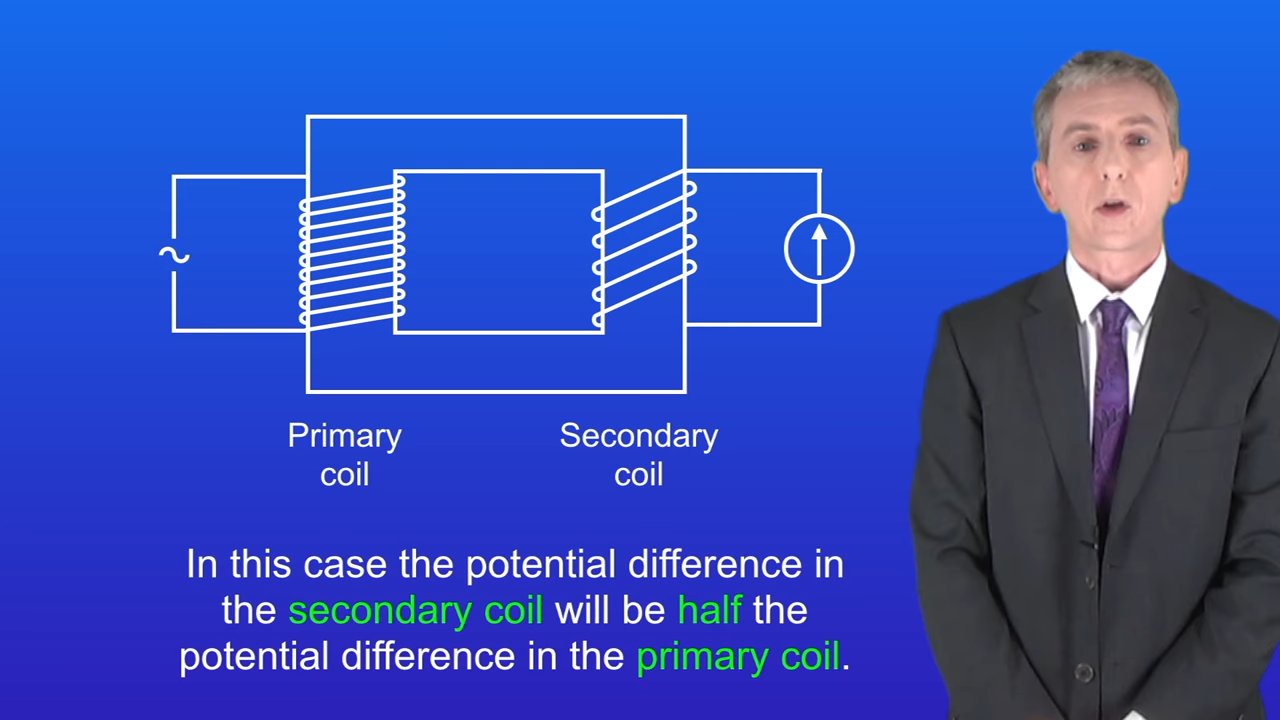 Primary
coil
Secondary
coil
In this case the potential difference in
the secondary coil will be half the
potential difference in the primary coil.